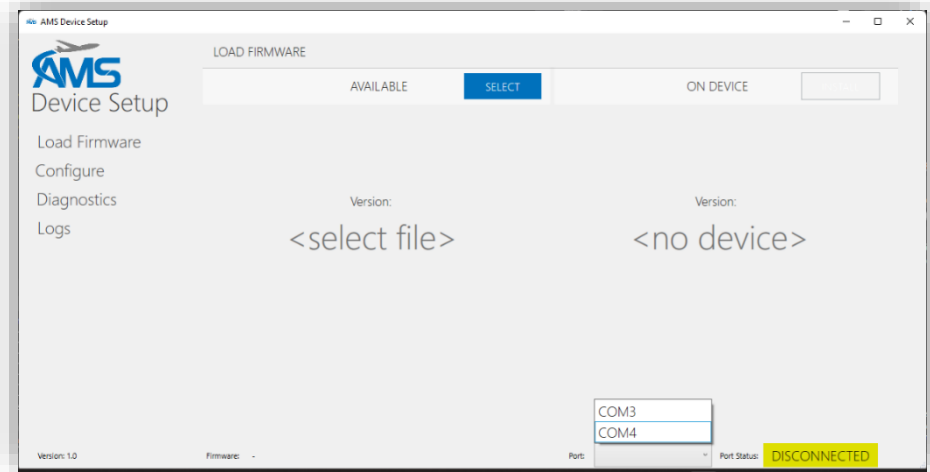 AMS Device Setup
AMS
Device Setup
Load Firmware
Configure
Diagnostics
Logs
LOAD FIRMWARE
AVAILABLE
SELECT
ON DEVICE
Version:
<select file>
Version:
<no device>
COM3
COM4
Version: 1.0
Firmware: -
Port:
Port Status: DISCONNECTED